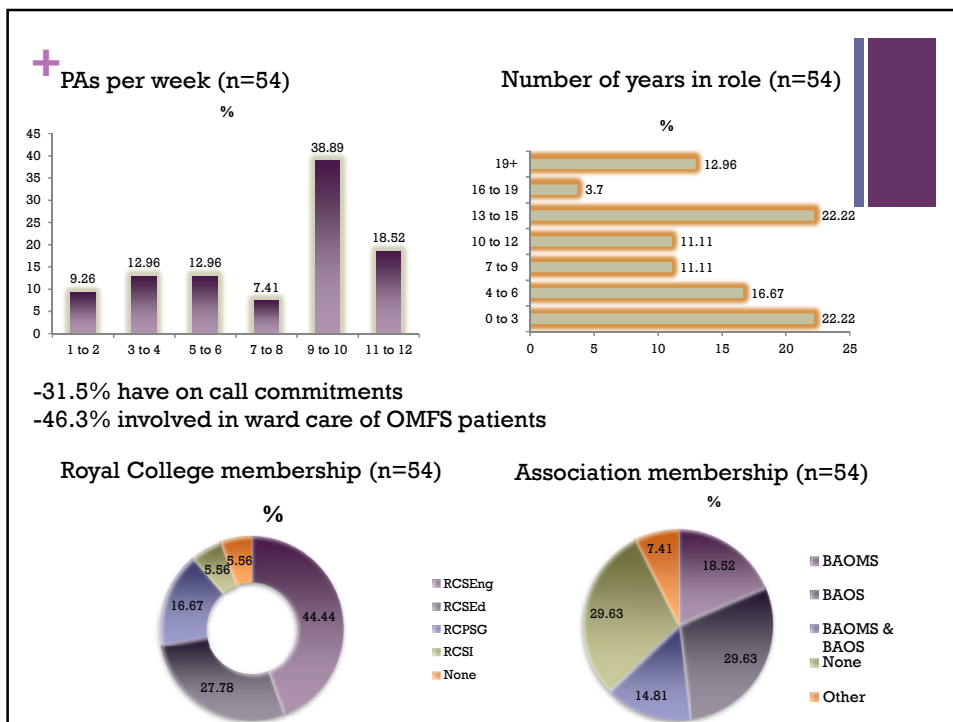 +
PAs per week (n=54)
%
45
40
35
30
25
20
15
10
5
0
9.26
12.96
12.96
7.41
38.89
18.52
1 to 2
3 to 4
5 to 6
7 to 8
9 to 10
11 to 12
Number of years in role (n=54)
%
19+
12.96
16 to 19
3.7
13 to 15
22.22
10 to 12
11.11
7 to 9
11.11
4 to 6
16.67
0 to 3
22.22
0
5
10
15
20
25
-31.5% have on call commitments
-46.3% involved in ward care of OMFS patients
Royal College membership (n=54)
%
44.44
27.78
16.67
5.56
5.56
RCSEng
RCSEd
RCPSG
RCSI
None
Association membership (n=54)
%
18.52
29.63
14.81
29.63
7.41
BAOMS
BAOS
BAOMS &
BAOS
None
Other